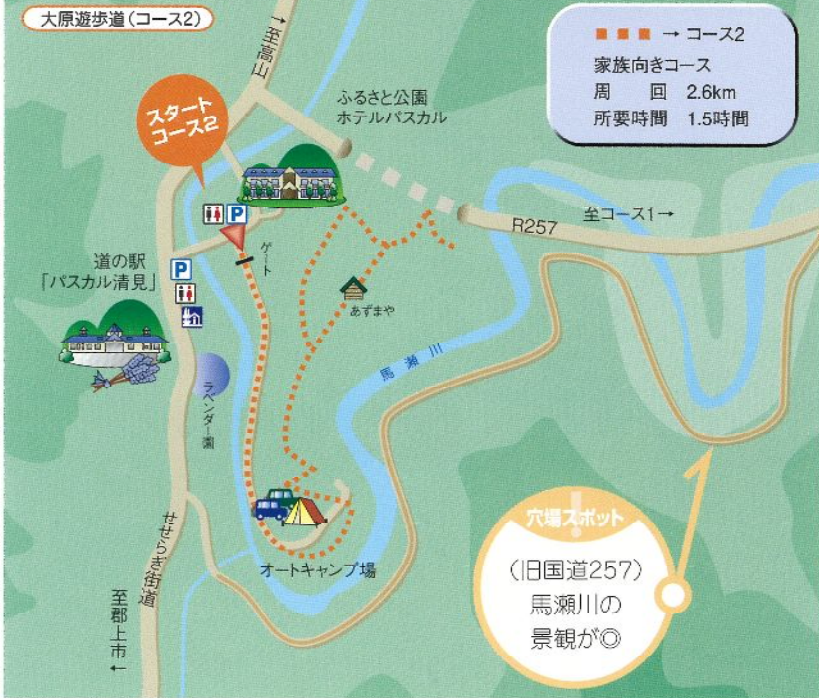 大原遊歩道(コース2)
→至高山
→ コース2
家族向きコース
周回 2.6km
所要時間 1.5時間
スタート
コース2
ふるさと公園
ホテルパスカル
P
ゲート
R257
至コース1→
道の駅
「パスカル清見」
P
あずまや
馬瀬川
ラベンダー園
オートキャンプ場
せせらぎ街道
至郡上市←
!
穴場スポット
(旧国道257)
馬瀬川の
景観が◎